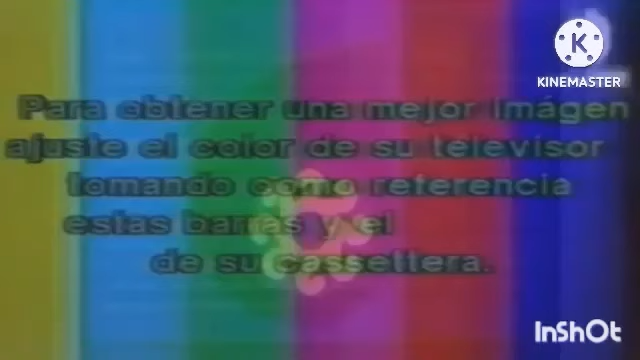 KINEMASTER
Para obtener una mejor imágen
ajuste el color de su televisor
tomando como referencia
estas barras y el
de su cassettera.
InShOt